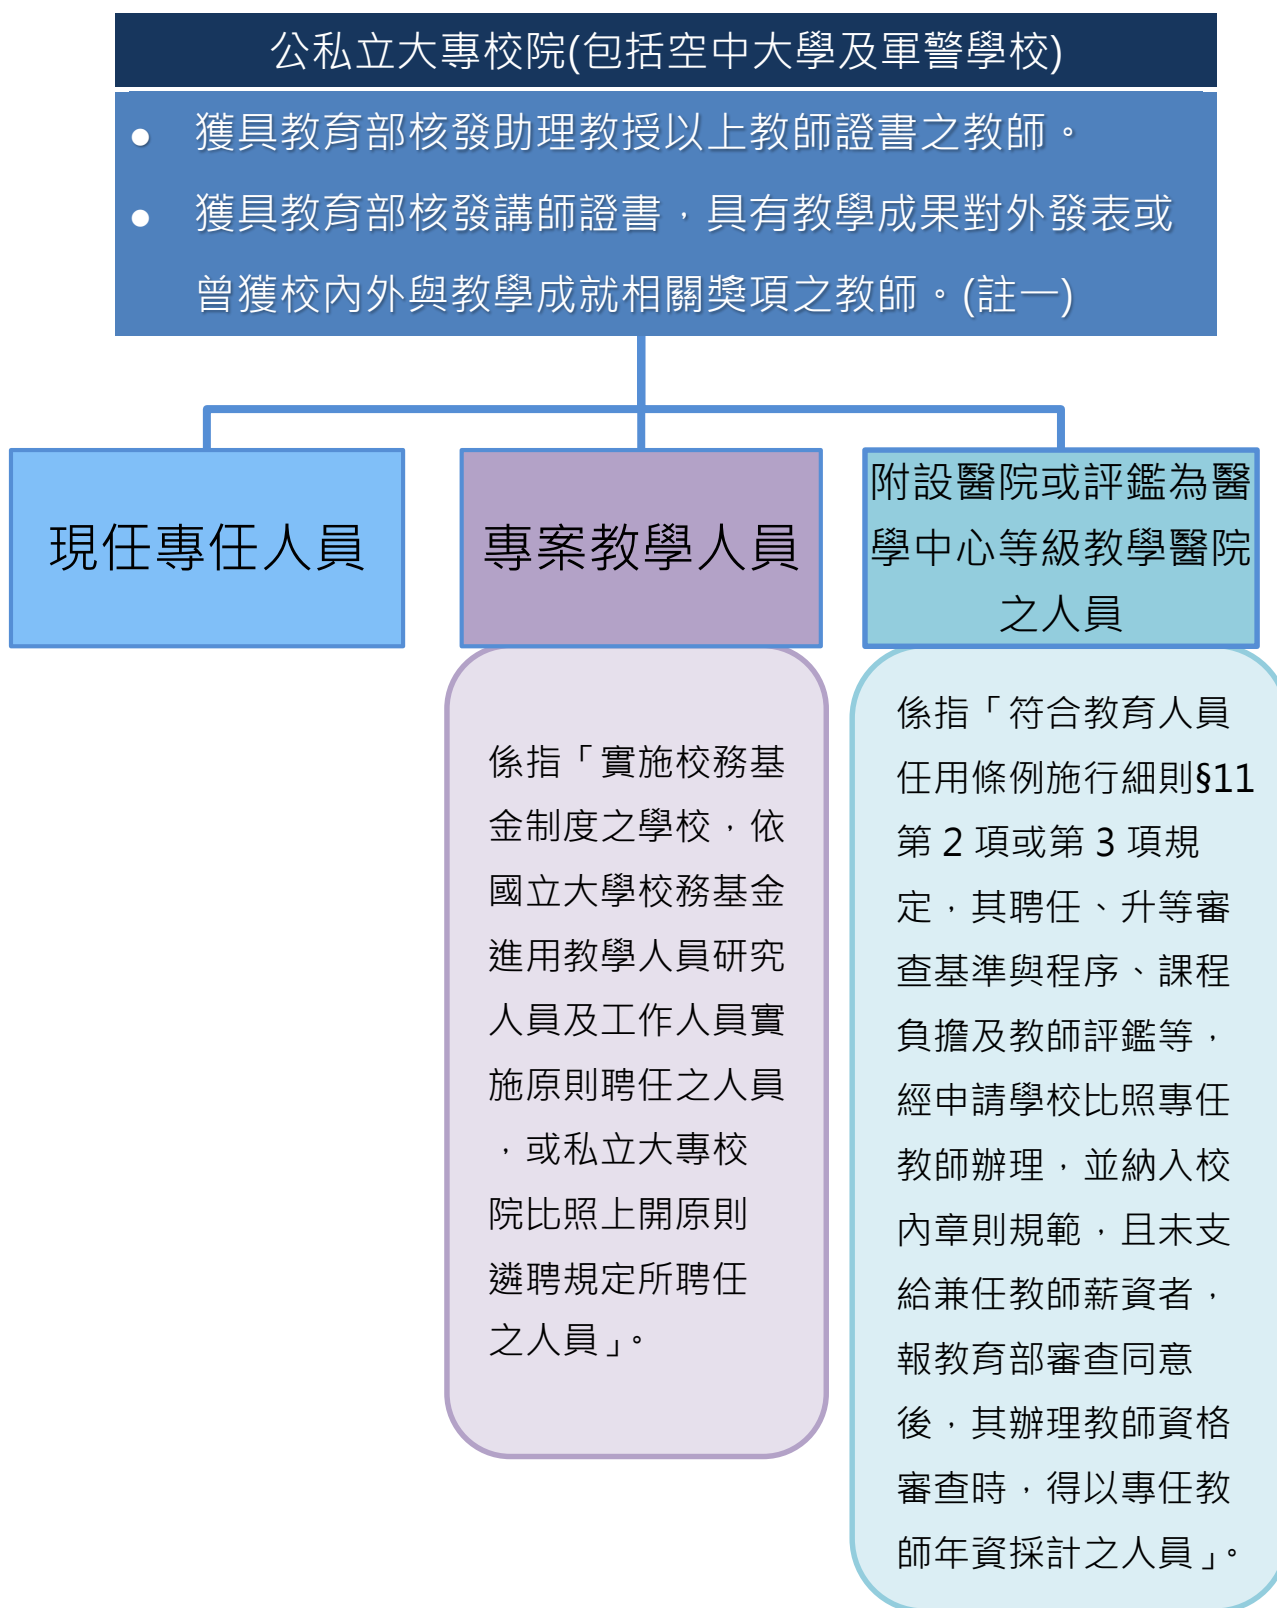 公私立大專校院(包括空中大學及軍警學校)
● 獲具教育部核發助理教授以上教師證書之教師。
● 獲具教育部核發講師證書，具有教學成果對外發表或
曾獲校內外與教學成就相關獎項之教師。(註一)
現任專任人員
專案教學人員
附設醫院或評鑑為醫
學中心等級教學醫院
之人員
係指「實施校務基
金制度之學校，依
國立大學校務基金
進用教學人員研究
人員及工作人員實
施原則聘任之人員
，或私立大專校
院比照上開原則
遴聘規定所聘任
之人員」。
係指「符合教育人員
任用條例施行細則§11
第 2 項或第 3 項規
定，其聘任、升等審
查基準與程序、課程
負擔及教師評鑑等，
經申請學校比照專任
教師辦理，並納入校
內章則規範，且未支
給兼任教師薪資者，
報教育部審查同意
後，其辦理教師資格
審查時，得以專任教
師年資採計之人員」。